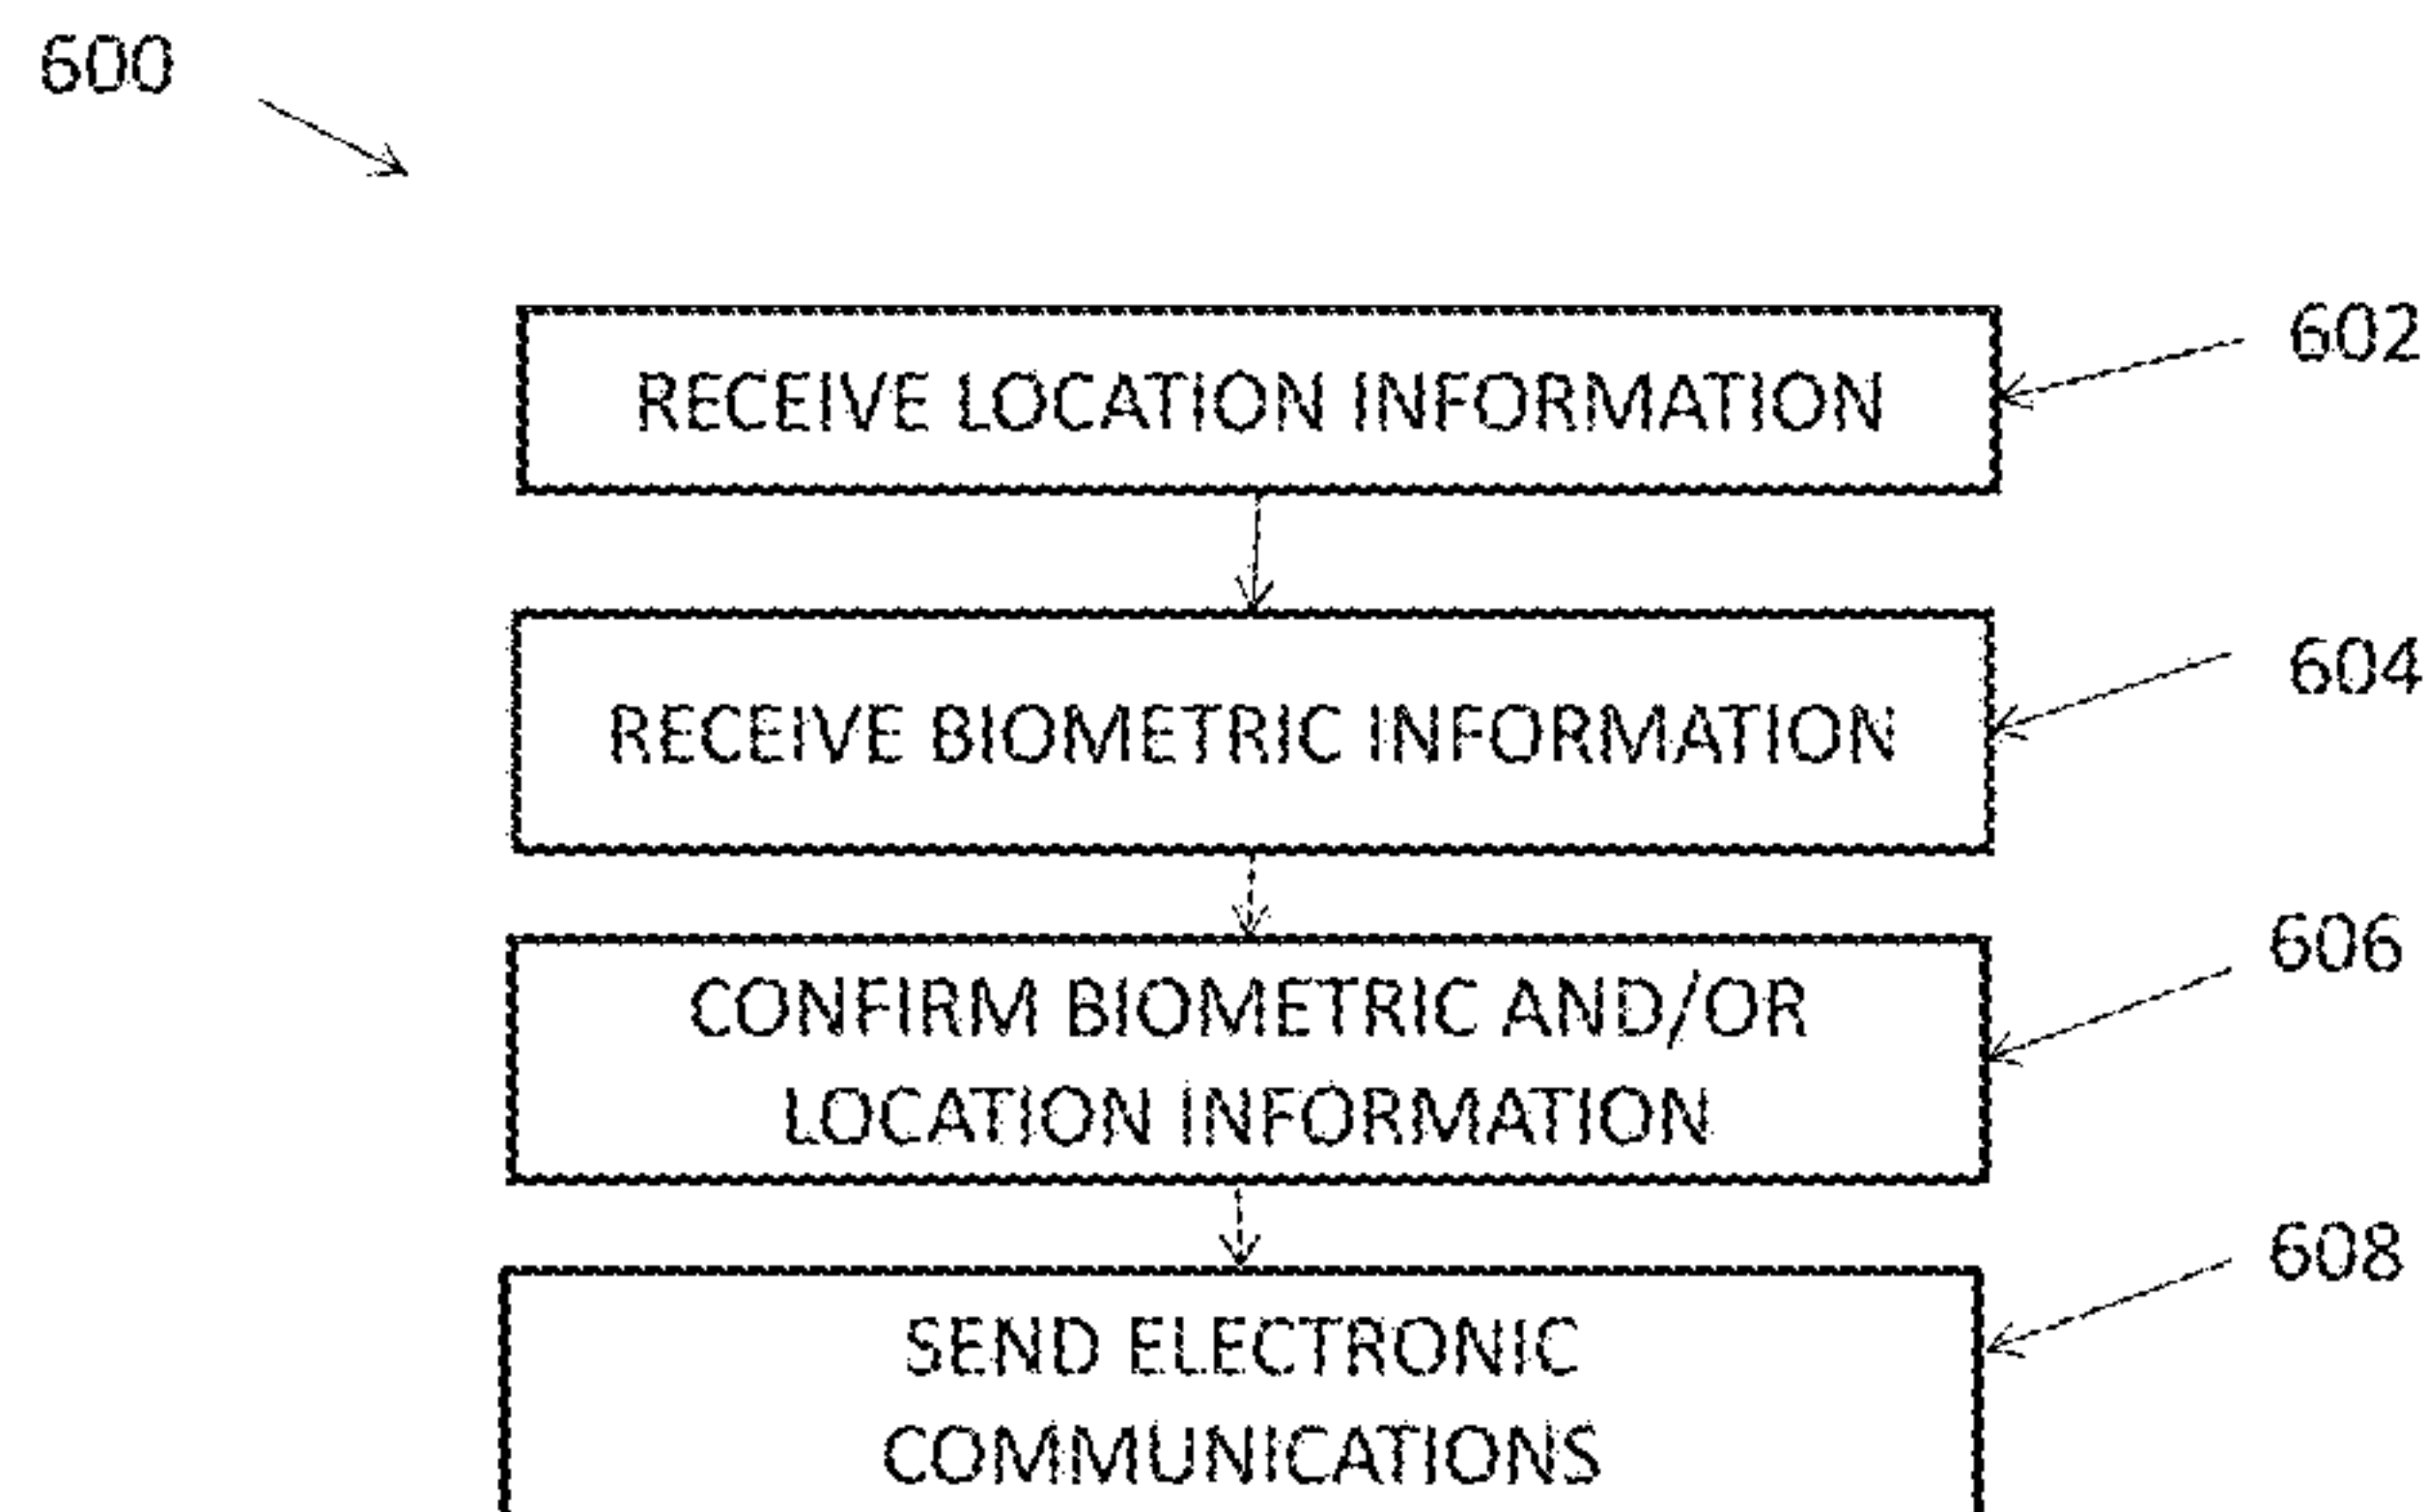 600
RECEIVE LOCATION INFORMATION
602
RECEIVE BIOMETRIC INFORMATION
604
CONFIRM BIOMETRIC AND/OR
LOCATION INFORMATION
606
SEND ELECTRONIC
COMMUNICATIONS
608